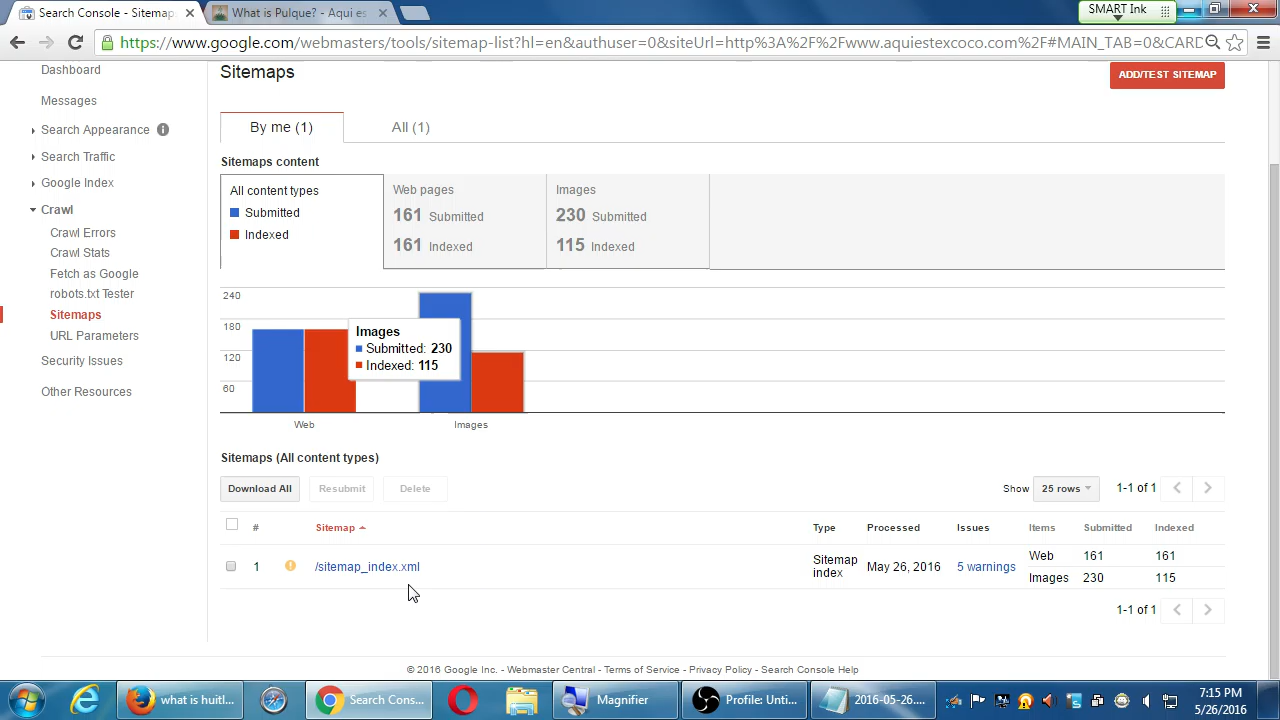 Search Console - Sitemap
What is Pulque? - Aqui es
SMART Ink
https://www.google.com/webmasters/tools/sitemap-list?hl=en&authuser=0&siteUrl=http%3A%2F%2Fwww.aquiestexcoco.com%2F#MAIN_TAB=0&CARD
Dashboard
Messages
Search Appearance
Search Traffic
Google Index
Crawl
Crawl Errors
Crawl Stats
Fetch as Google
robots.txt Tester
Sitemaps
URL Parameters
Security Issues
Other Resources
Sitemaps
ADD/TEST SITEMAP
By me (1)
All (1)
Sitemaps content
All content types
Submitted
Indexed
Web pages
161 Submitted
161 Indexed
Images
230 Submitted
115 Indexed
240
180
120
60
Images
Submitted: 230
Indexed: 115
Web
Images
Sitemaps (All content types)
Download All
Resubmit
Delete
Show
25 rows
1-1 of 1
#
Sitemap
Type
Processed
Issues
Items
Submitted
Indexed
1
/sitemap_index.xml
Sitemap
index
May 26, 2016
5 warnings
Web
161
161
Images
230
115
1-1 of 1
© 2016 Google Inc. - Webmaster Central - Terms of Service - Privacy Policy - Search Console Help
what is huitl...
Search Cons...
Magnifier
Profile: Unti...
2016-05-26...
7:15 PM
5/26/2016